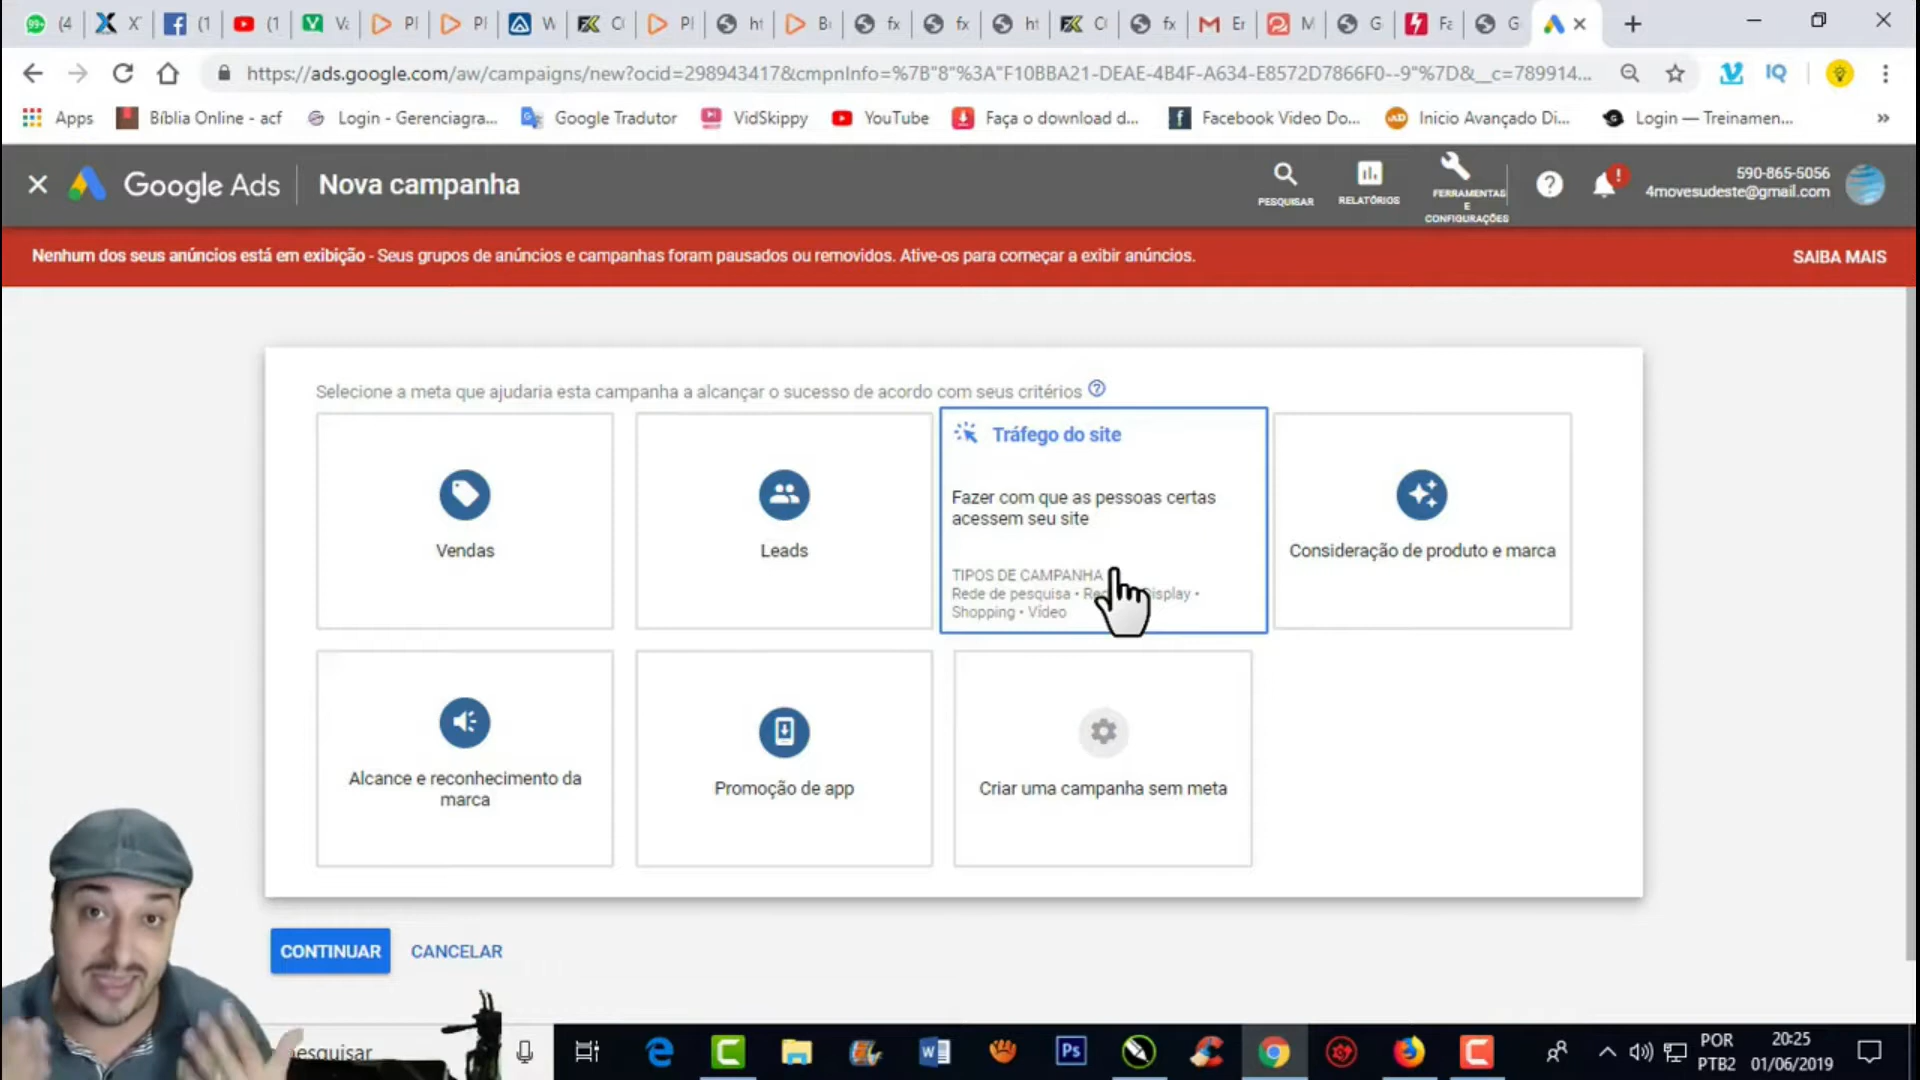 https://ads.google.com/aw/campaigns/new?ocid=298943417&cmpnInfo=%7B"8"%3A"F10BBA21-DEAE-4B4F-A634-E8572D7866F0--9"%7D&__c=789914...
Apps
Bíblia Online - acf
Login - Gerenciagra...
Google Tradutor
VidSkippy
YouTube
Faça o download d...
Facebook Video Do...
Inicio Avançado Di...
Login — Treinamen...
Google Ads
Nova campanha
PESQUISAR
RELATÓRIOS
FERRAMENTAS
E
CONFIGURAÇÕES
590-865-5056
4movesudeste@gmail.com
Nenhum dos seus anúncios está em exibição - Seus grupos de anúncios e campanhas foram pausados ou removidos. Ative-os para começar a exibir anúncios.
SAIBA MAIS
Selecione a meta que ajudaria esta campanha a alcançar o sucesso de acordo com seus critérios
Vendas
Leads
Tráfego do site
Fazer com que as pessoas certas
acessem seu site
TIPOS DE CAMPANHA
Rede de pesquisa • Display •
Shopping • Vídeo
Consideração de produto e marca
Alcance e reconhecimento da
marca
Promoção de app
Criar uma campanha sem meta
CONTINUAR
CANCELAR
POR
PTB2
20:25
01/06/2019